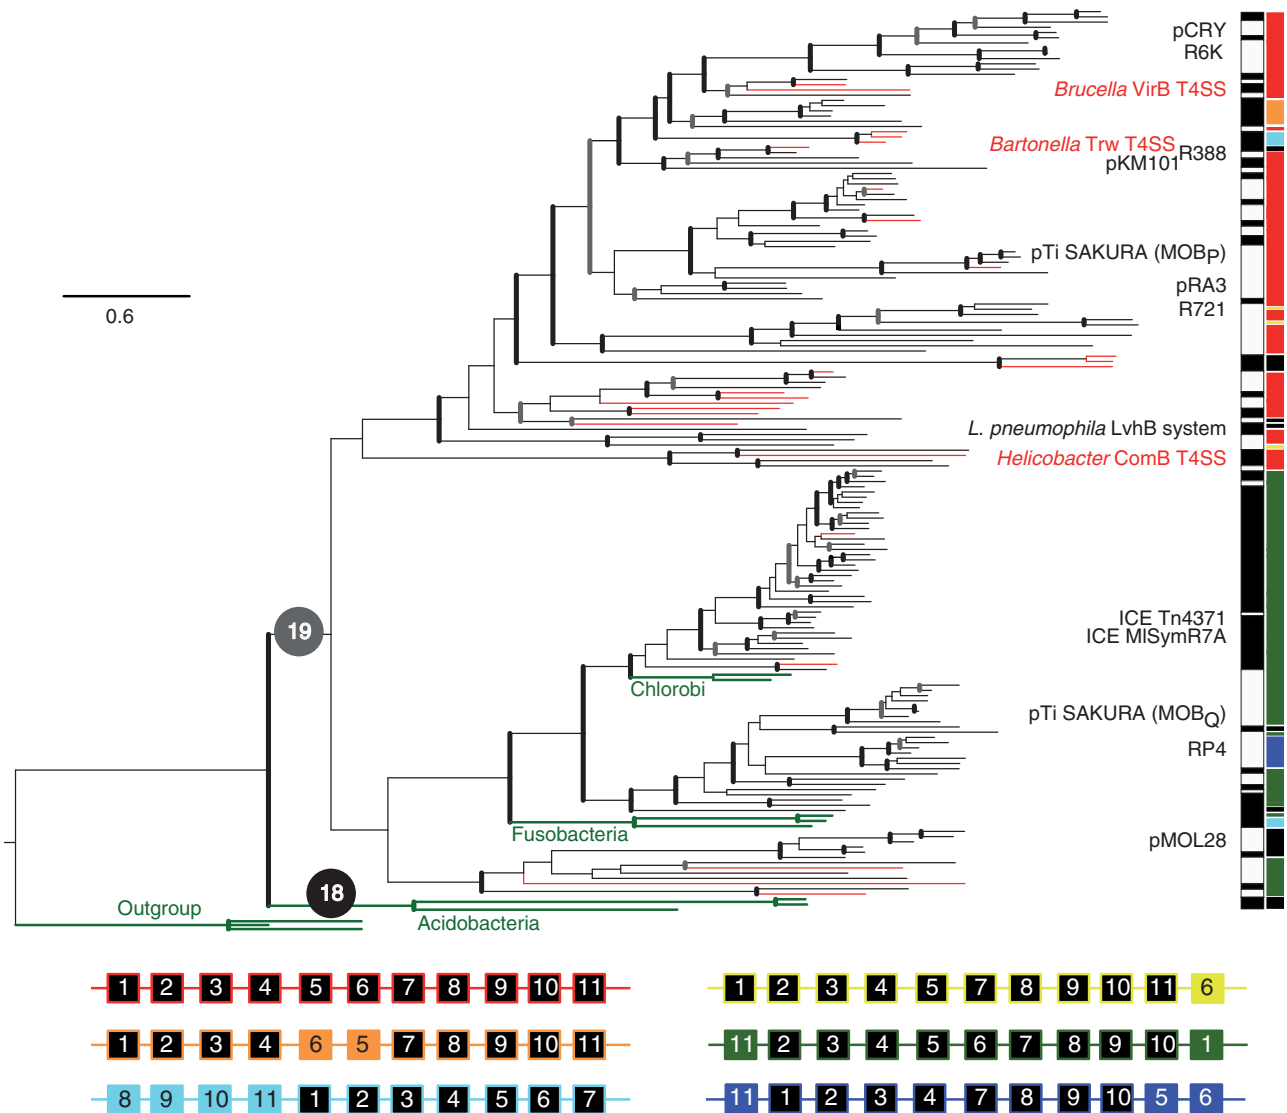 pCRY
R6K
Brucella VirB T4SS
Bartonella Trw T4SS R388
pKM101
pTi SAKURA (MOBP)
pRA3
0.6
R721
L. pneumophila LvhB system
Helicobacter ComB T4SS
ICE Tn4371
19
ICE MlSymR7A
Chlorobi
pTi SAKURA (MOBQ)
RP4
Fusobacteria
pMOL28
18
Outgroup
Acidobacteria
1 2 3 4 5 6 7 8 9 10 11
1 2 3 4 5 7 8 9 10 11 6
1 2 3 4 6 5 7 8 9 10 11
11 2 3 4 5 6 7 8 9 10 1
8 9 10 11 1 2 3 4 5 6 7
11 1 2 3 4 7 8 9 10 5 6